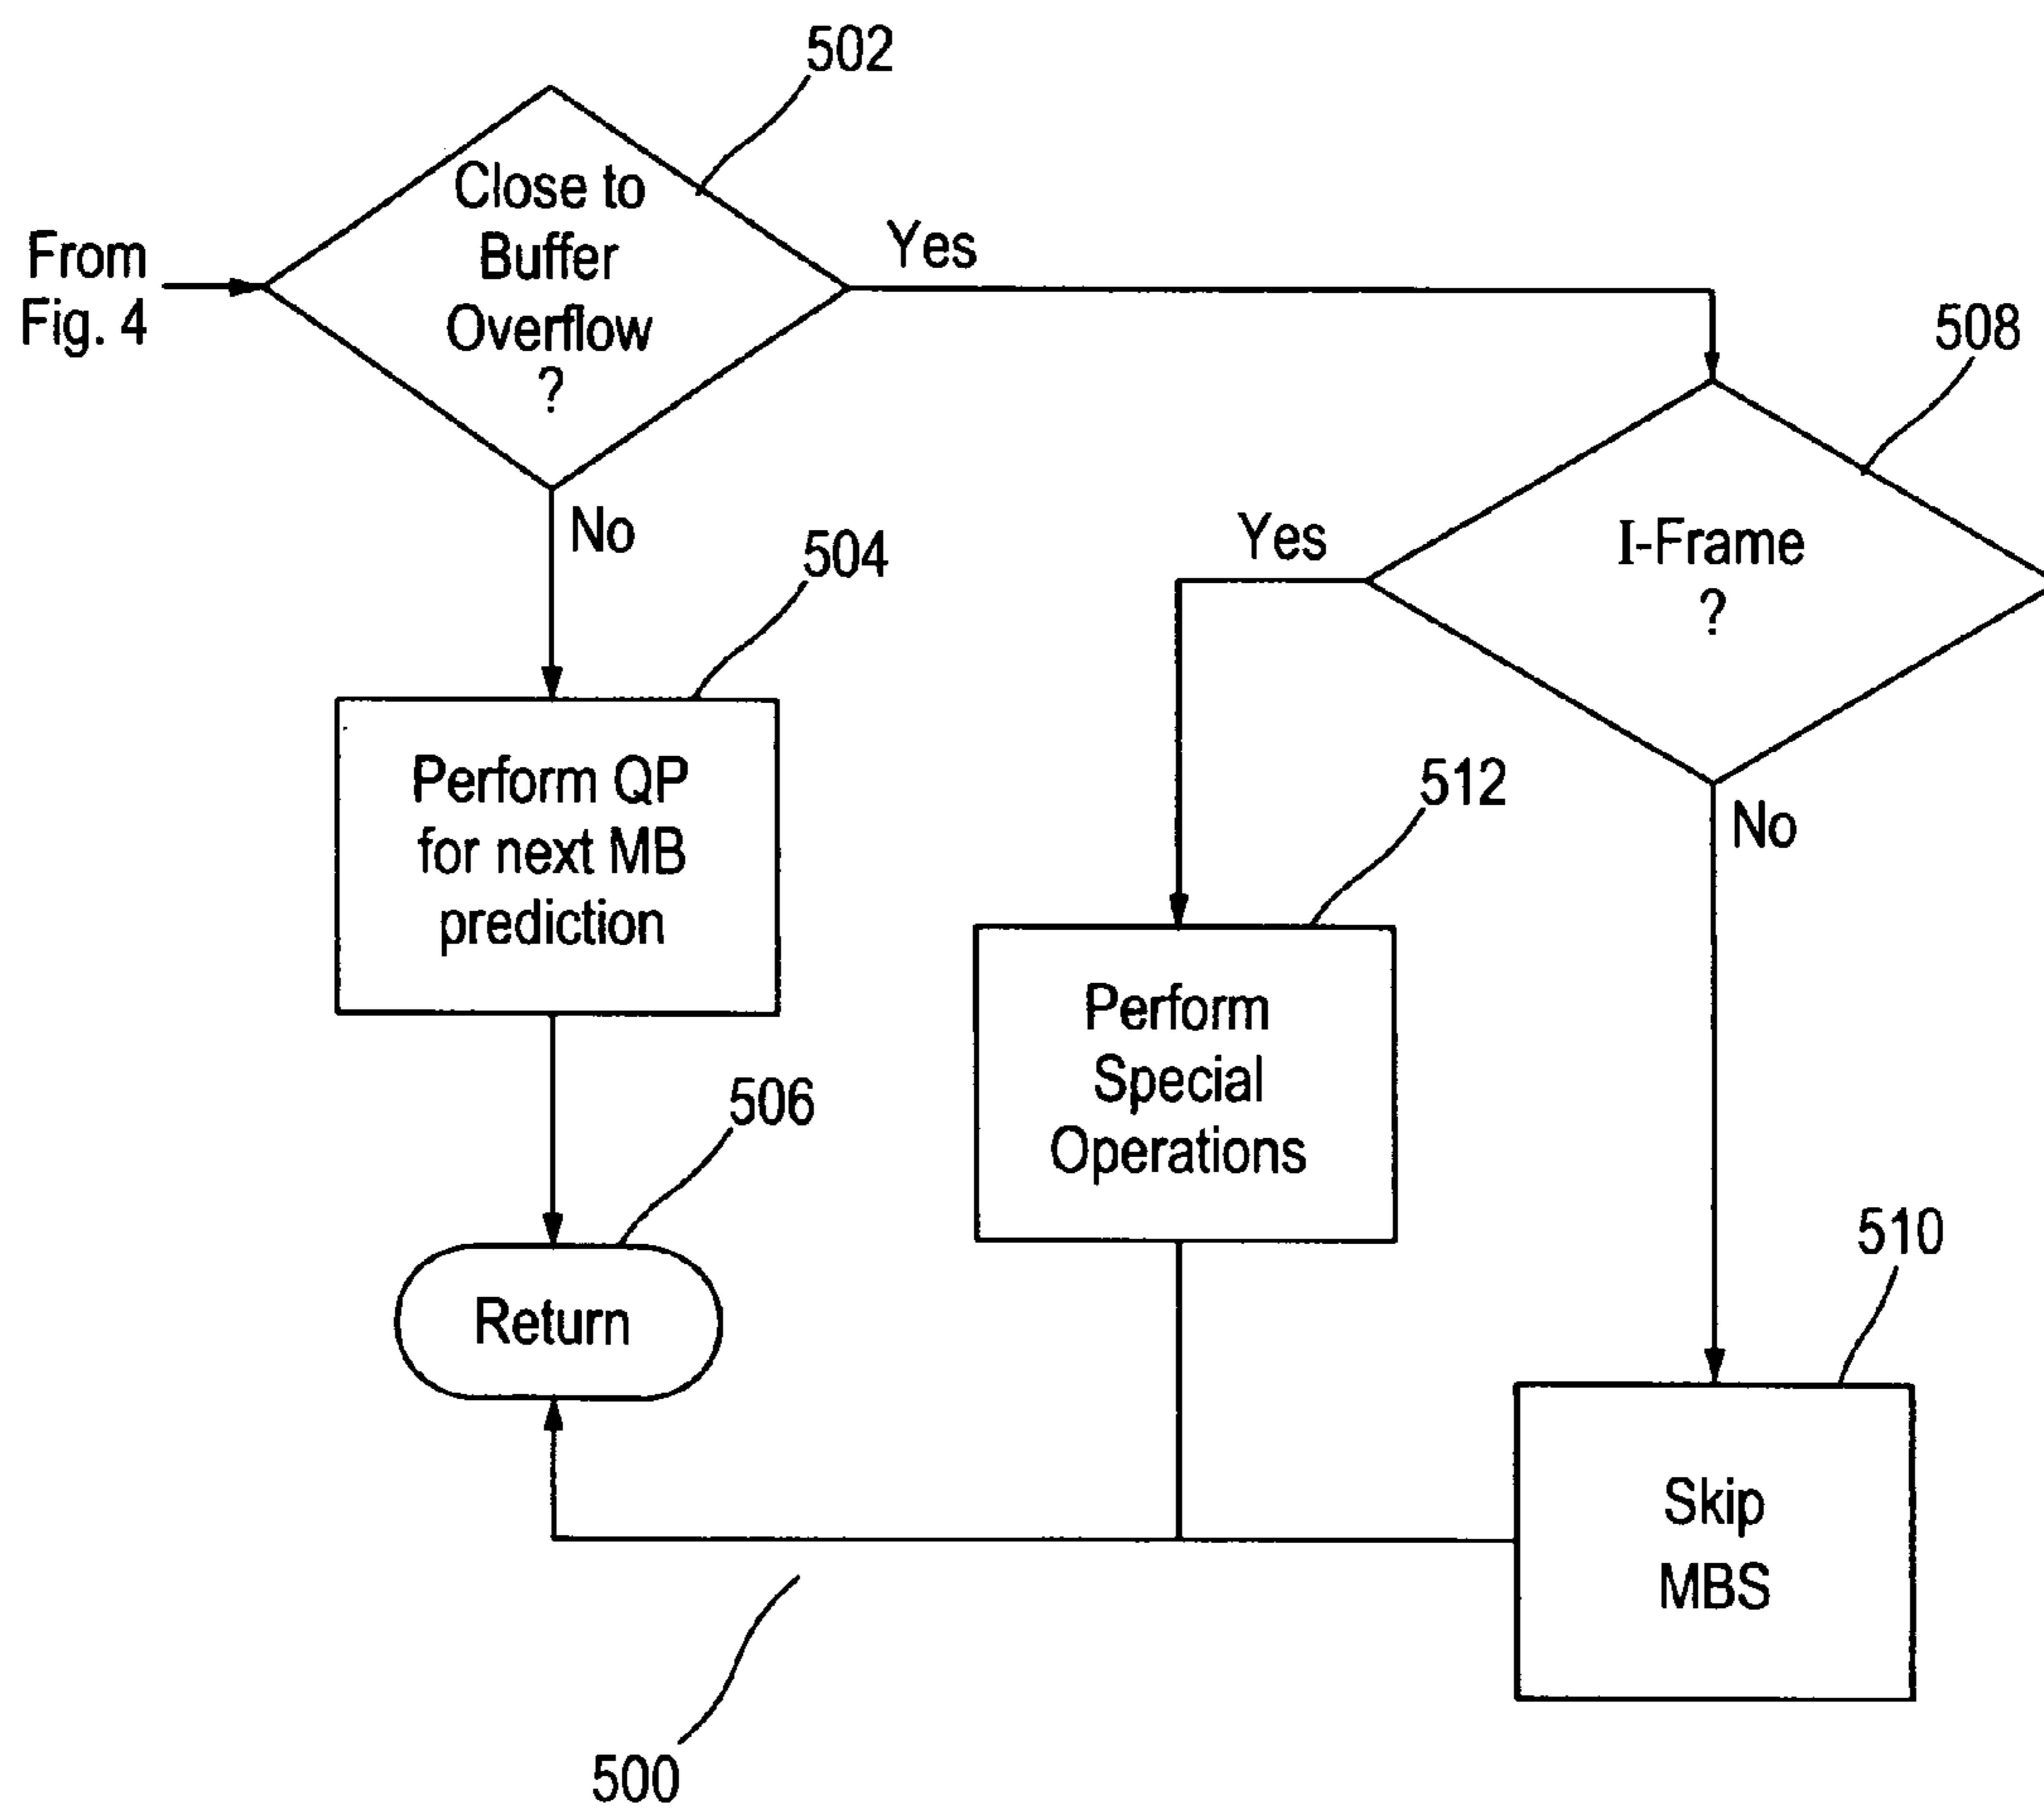 502
Close to
Buffer
Overflow
?
Yes
From
Fig. 4
508
No
504
Yes
I-Frame
?
Perform QP
for next MB
prediction
512
No
Perform
Special
Operations
506
510
Return
Skip
MBS
500